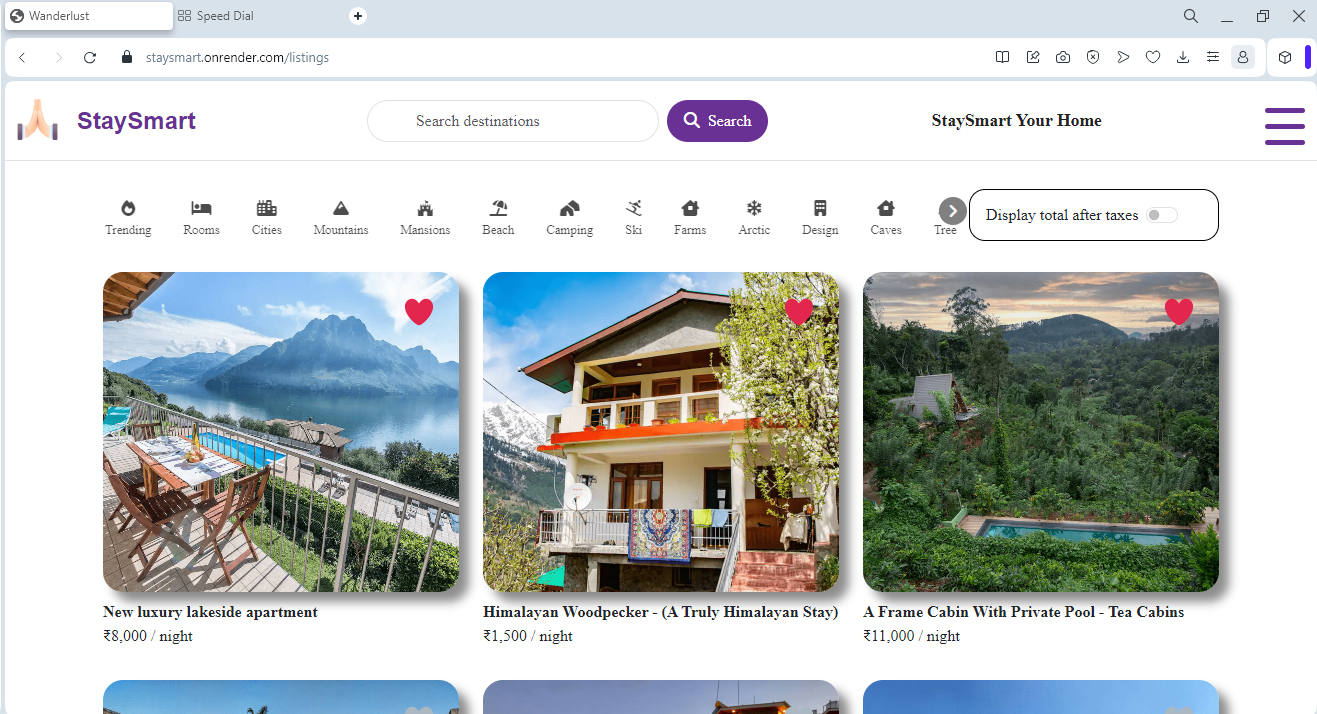 Wanderlust
Speed Dial
staysmart.onrender.com/listings
StaySmart
Search destinations
Search
StaySmart Your Home
Trending
Rooms
Cities
Mountains
Mansions
Beach
Camping
Ski
Farms
Arctic
Design
Caves
Tree
Display total after taxes
New luxury lakeside apartment
₹8,000 / night
Himalayan Woodpecker - (A Truly Himalayan Stay)
₹1,500 / night
A Frame Cabin With Private Pool - Tea Cabins
₹11,000 / night